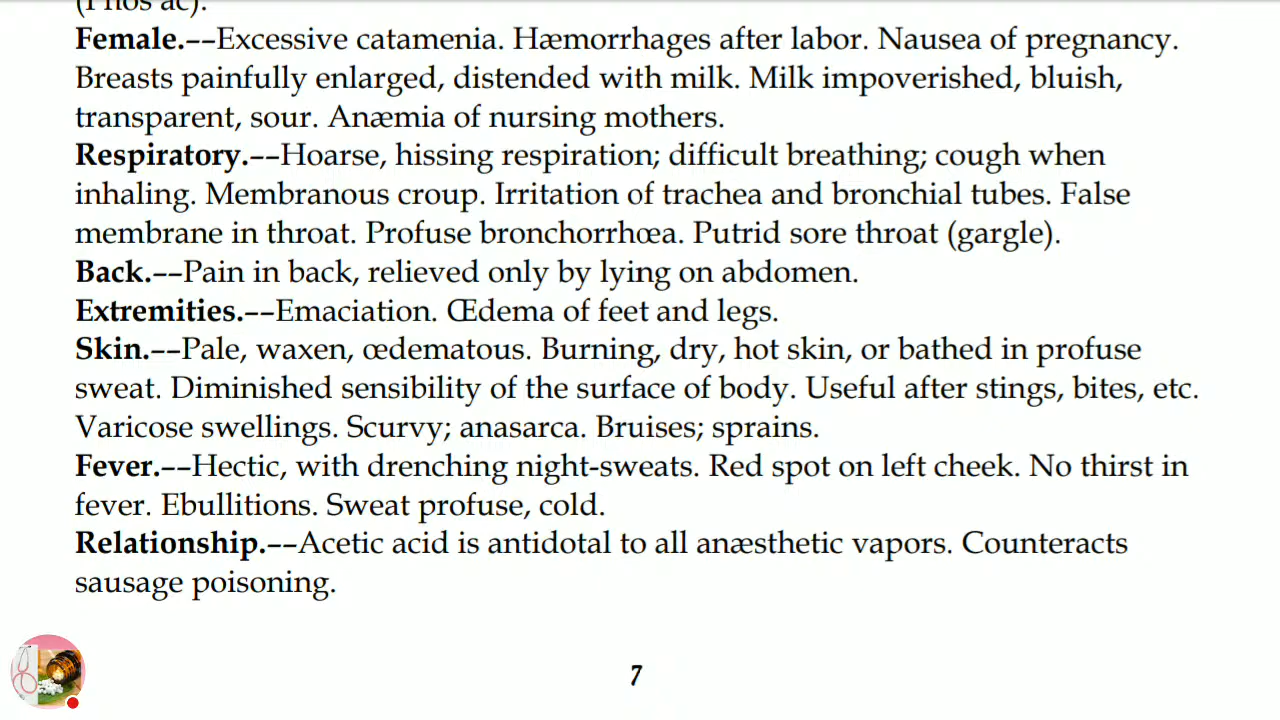 (Phos ac).
Female.--Excessive catamenia. Hæmorrhages after labor. Nausea of pregnancy.
Breasts painfully enlarged, distended with milk. Milk impoverished, bluish,
transparent, sour. Anæmia of nursing mothers.
Respiratory.--Hoarse, hissing respiration; difficult breathing; cough when
inhaling. Membranous croup. Irritation of trachea and bronchial tubes. False
membrane in throat. Profuse bronchorrhœa. Putrid sore throat (gargle).
Back.--Pain in back, relieved only by lying on abdomen.
Extremities.--Emaciation. Œdema of feet and legs.
Skin.--Pale, waxen, œdematous. Burning, dry, hot skin, or bathed in profuse
sweat. Diminished sensibility of the surface of body. Useful after stings, bites, etc.
Varicose swellings. Scurvy; anasarca. Bruises; sprains.
Fever.--Hectic, with drenching night-sweats. Red spot on left cheek. No thirst in
fever. Ebullitions. Sweat profuse, cold.
Relationship.--Acetic acid is antidotal to all anæsthetic vapors. Counteracts
sausage poisoning.
7